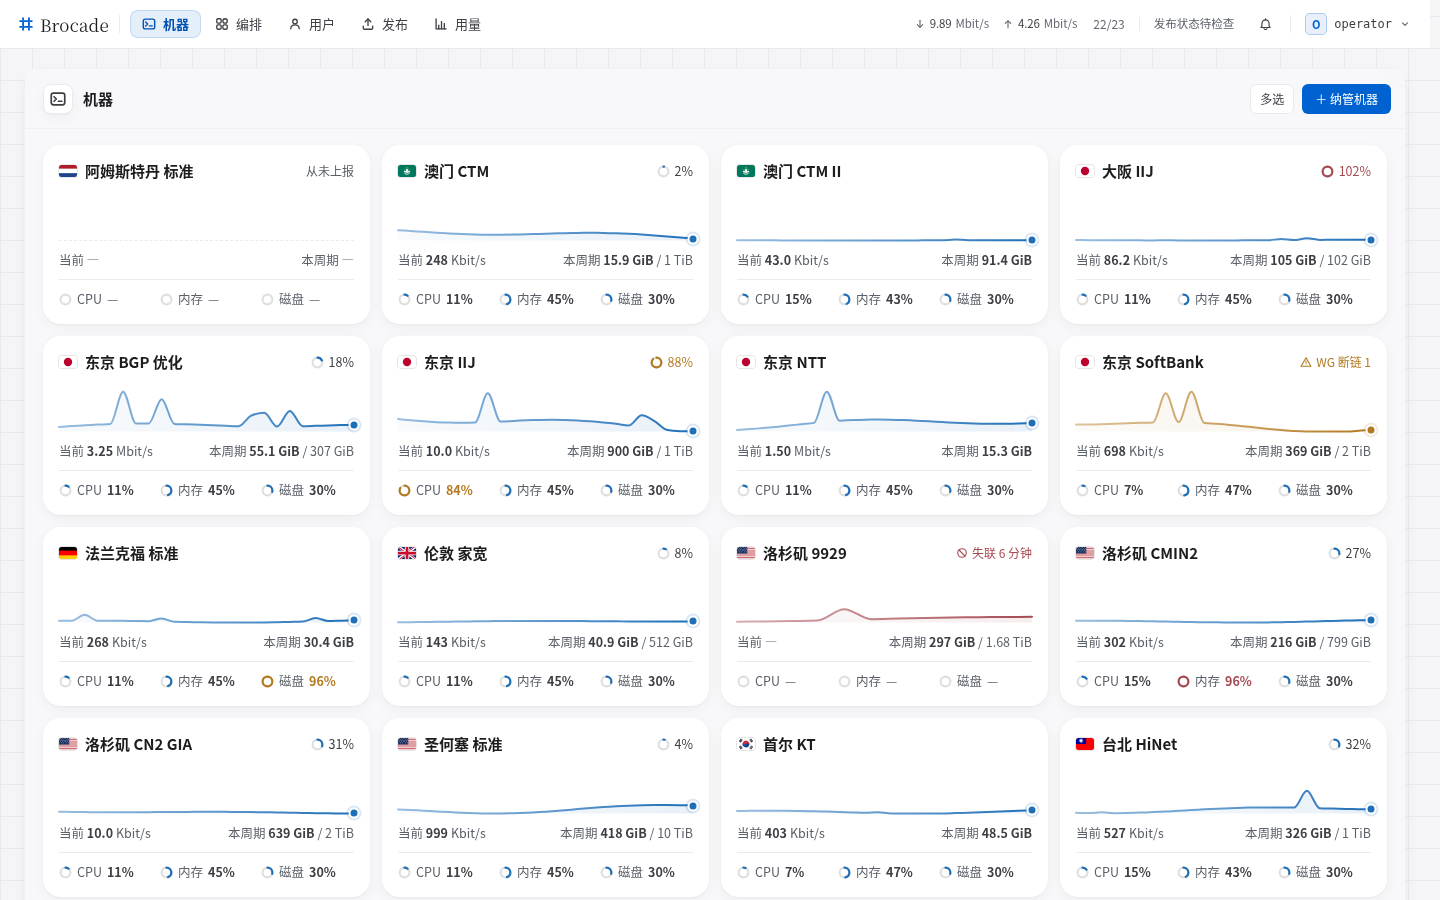 Brocade 机器 编排 用户 发布 用量 9.89 Mbit/s 4.26 Mbit/s 22/23 发布状态待检查 O operator
机器 多选 纳管机器
阿姆斯特丹 标准 从未上报
当前 — 本周期 —
CPU — 内存 — 磁盘 —
澳门 CTM 2%
当前 248 Kbit/s 本周期 15.9 GiB / 1 TiB
CPU 11% 内存 45% 磁盘 30%
澳门 CTM II
当前 43.0 Kbit/s 本周期 91.4 GiB
CPU 15% 内存 43% 磁盘 30%
大阪 IIJ 102%
当前 86.2 Kbit/s 本周期 105 GiB / 102 GiB
CPU 11% 内存 45% 磁盘 30%
东京 BGP 优化 18%
当前 3.25 Mbit/s 本周期 55.1 GiB / 307 GiB
CPU 11% 内存 45% 磁盘 30%
东京 IIJ 88%
当前 10.0 Kbit/s 本周期 900 GiB / 1 TiB
CPU 84% 内存 45% 磁盘 30%
东京 NTT
当前 1.50 Mbit/s 本周期 15.3 GiB
CPU 11% 内存 45% 磁盘 30%
东京 SoftBank WG 断链 1
当前 698 Kbit/s 本周期 369 GiB / 2 TiB
CPU 7% 内存 47% 磁盘 30%
法兰克福 标准
当前 268 Kbit/s 本周期 30.4 GiB
CPU 11% 内存 45% 磁盘 96%
伦敦 家宽 8%
当前 143 Kbit/s 本周期 40.9 GiB / 512 GiB
CPU 11% 内存 45% 磁盘 30%
洛杉矶 9929 失联 6 分钟
当前 — 本周期 297 GiB / 1.68 TiB
CPU — 内存 — 磁盘 —
洛杉矶 CMIN2 27%
当前 302 Kbit/s 本周期 216 GiB / 799 GiB
CPU 15% 内存 96% 磁盘 30%
洛杉矶 CN2 GIA 31%
当前 10.0 Kbit/s 本周期 639 GiB / 2 TiB
CPU 11% 内存 45% 磁盘 30%
圣何塞 标准 4%
当前 999 Kbit/s 本周期 418 GiB / 10 TiB
CPU 11% 内存 45% 磁盘 30%
首尔 KT
当前 403 Kbit/s 本周期 48.5 GiB
CPU 7% 内存 47% 磁盘 30%
台北 HiNet 32%
当前 527 Kbit/s 本周期 326 GiB / 1 TiB
CPU 15% 内存 43% 磁盘 30%